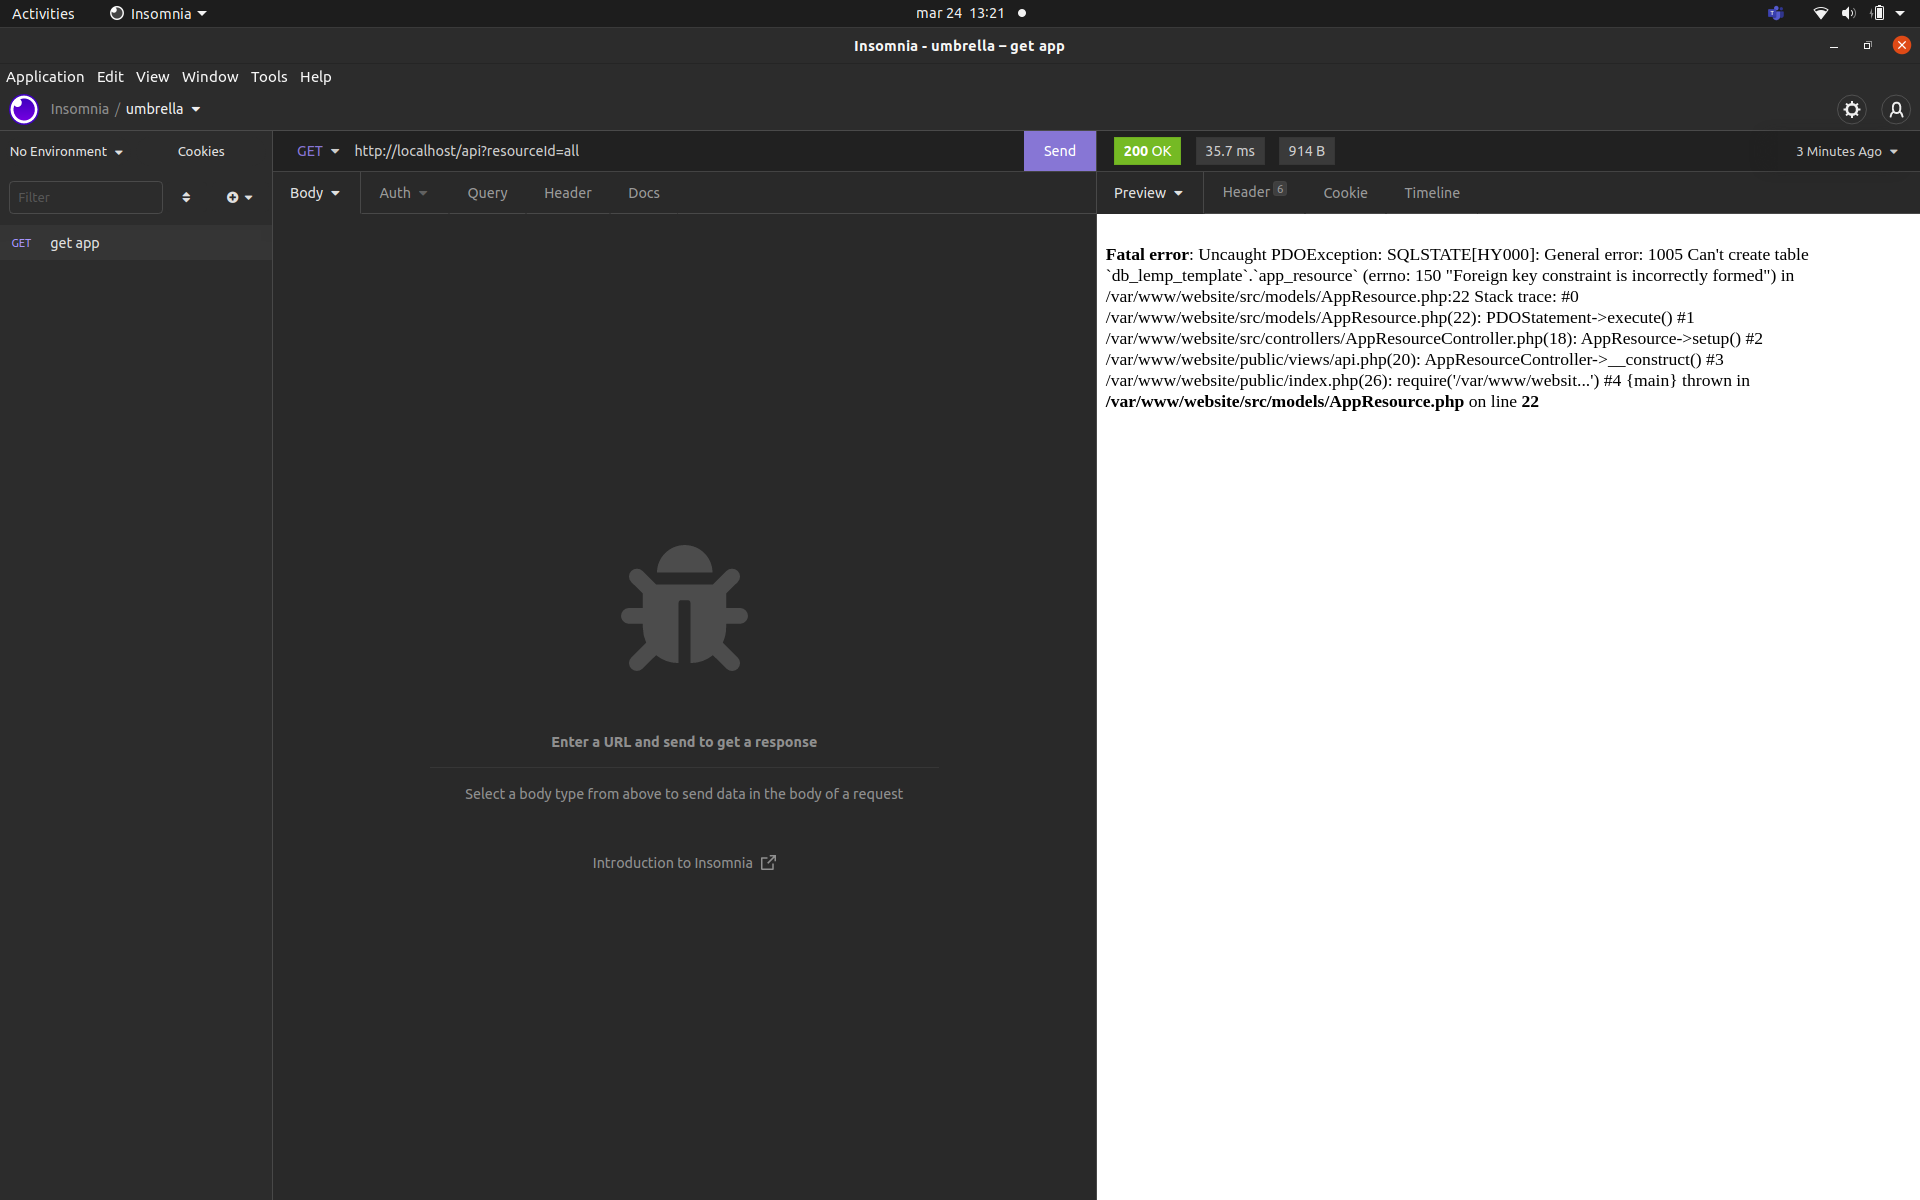 Activities Insomnia mar 24 13:21
Insomnia - umbrella – get app
Application Edit View Window Tools Help
Insomnia / umbrella
No Environment Cookies
GET http://localhost/api?resourceId=all Send
200 OK 35.7 ms 914 B 3 Minutes Ago
Filter
Body Auth Query Header Docs
Preview Header 6 Cookie Timeline
GET get app
Fatal error: Uncaught PDOException: SQLSTATE[HY000]: General error: 1005 Can't create table
`db_lemp_template`.`app_resource` (errno: 150 "Foreign key constraint is incorrectly formed") in
/var/www/website/src/models/AppResource.php:22 Stack trace: #0
/var/www/website/src/models/AppResource.php(22): PDOStatement->execute() #1
/var/www/website/src/controllers/AppResourceController.php(18): AppResource->setup() #2
/var/www/website/public/views/api.php(20): AppResourceController->__construct() #3
/var/www/website/public/index.php(26): require('/var/www/websit...') #4 {main} thrown in
/var/www/website/src/models/AppResource.php on line 22
Enter a URL and send to get a response
Select a body type from above to send data in the body of a request
Introduction to Insomnia